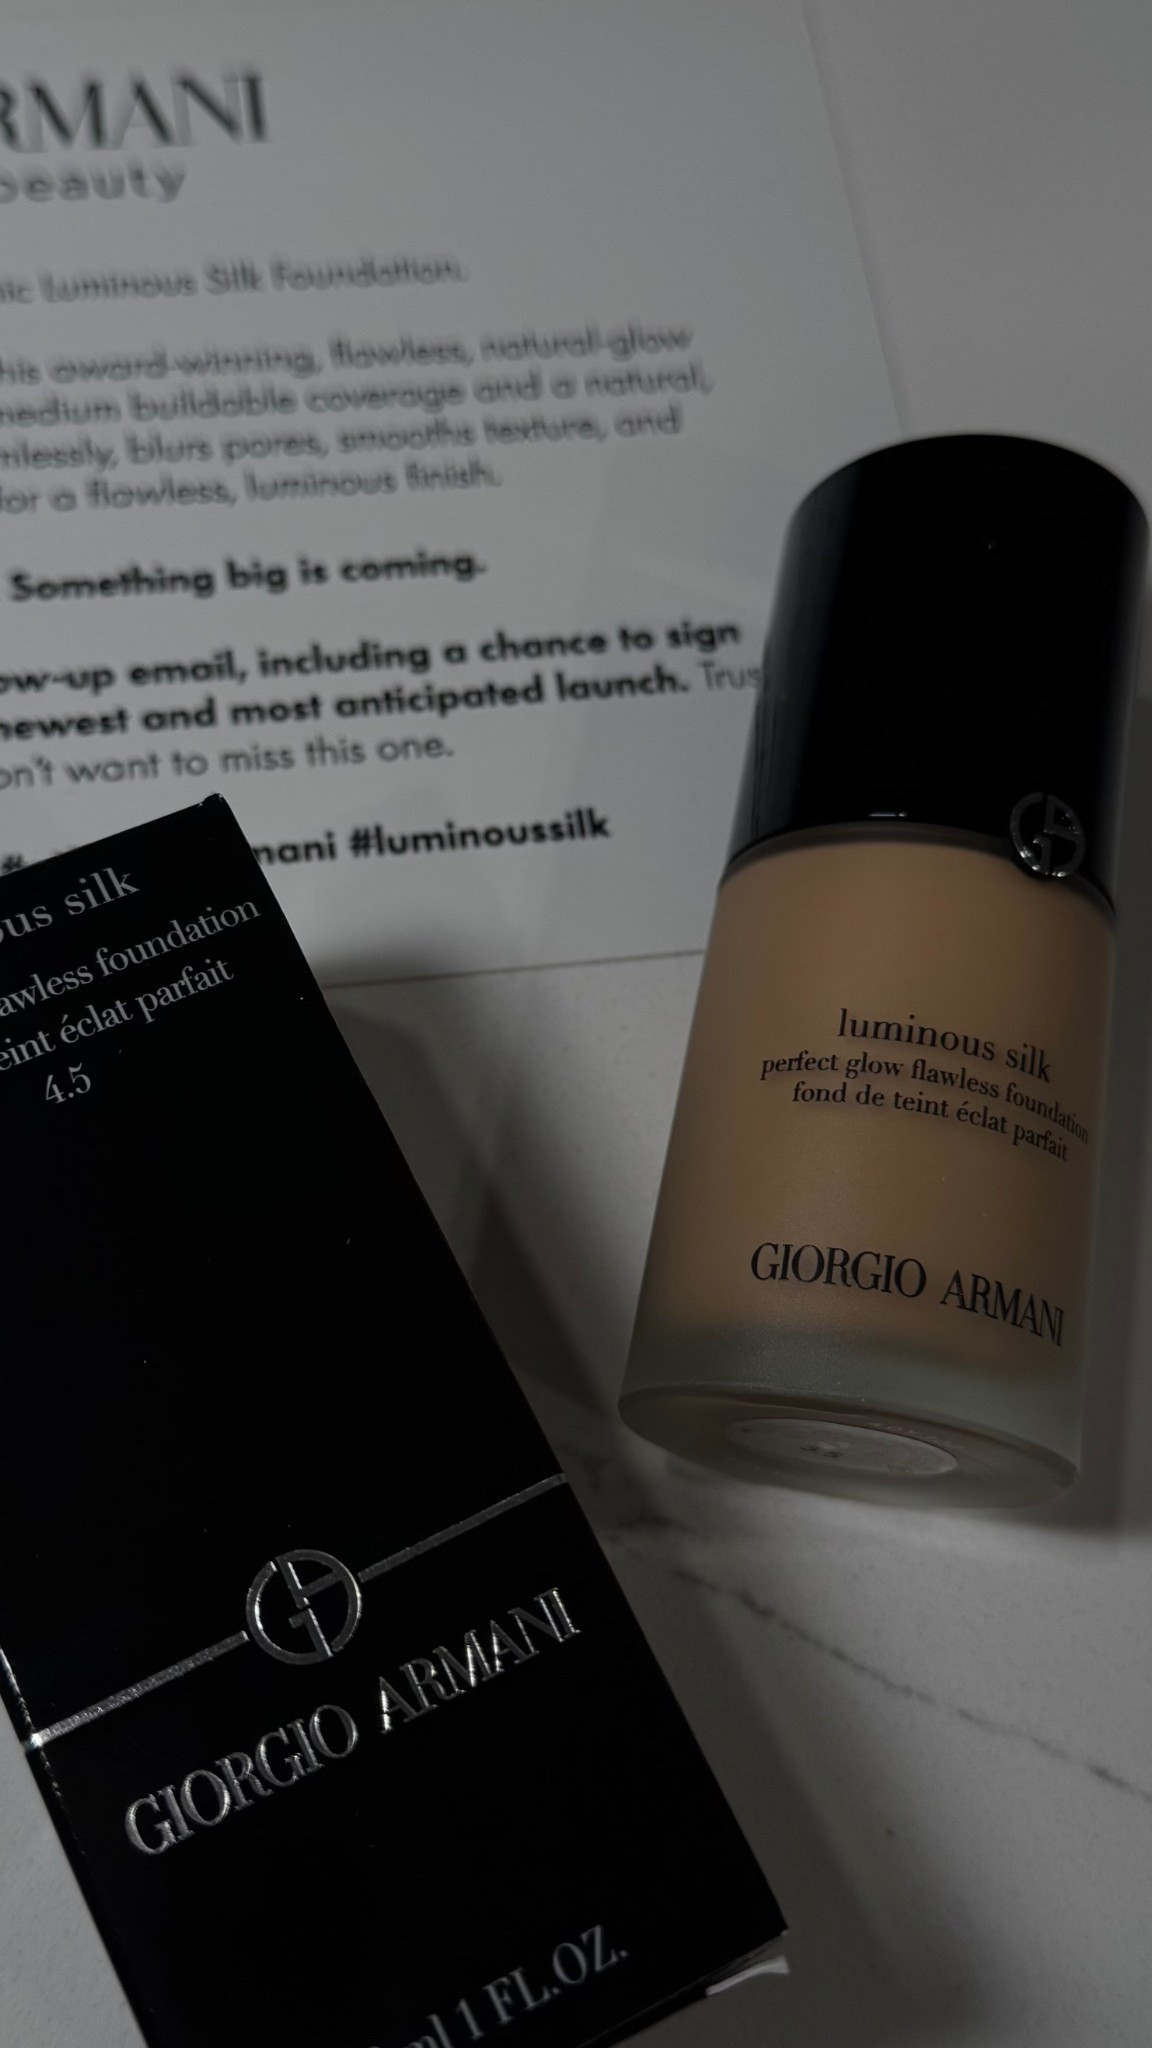 RMANI
beauty
Luminous Silk Foundation.
his award-winning, flawless, natural-glow
medium buildable coverage and a natural,
mlessly, blurs pores, smooths texture, and
for a flawless, luminous finish.
Something big is coming.
ow-up email, including a chance to sign
newest and most anticipated launch. Trus
on't want to miss this one.
mani #luminoussilk
ous silk
awless foundation
eint éclat parfait
4.5
GIORGIO ARMANI
ml 1 FL.OZ.
luminous silk
perfect glow flawless foundation
fond de teint éclat parfait
GIORGIO ARMANI